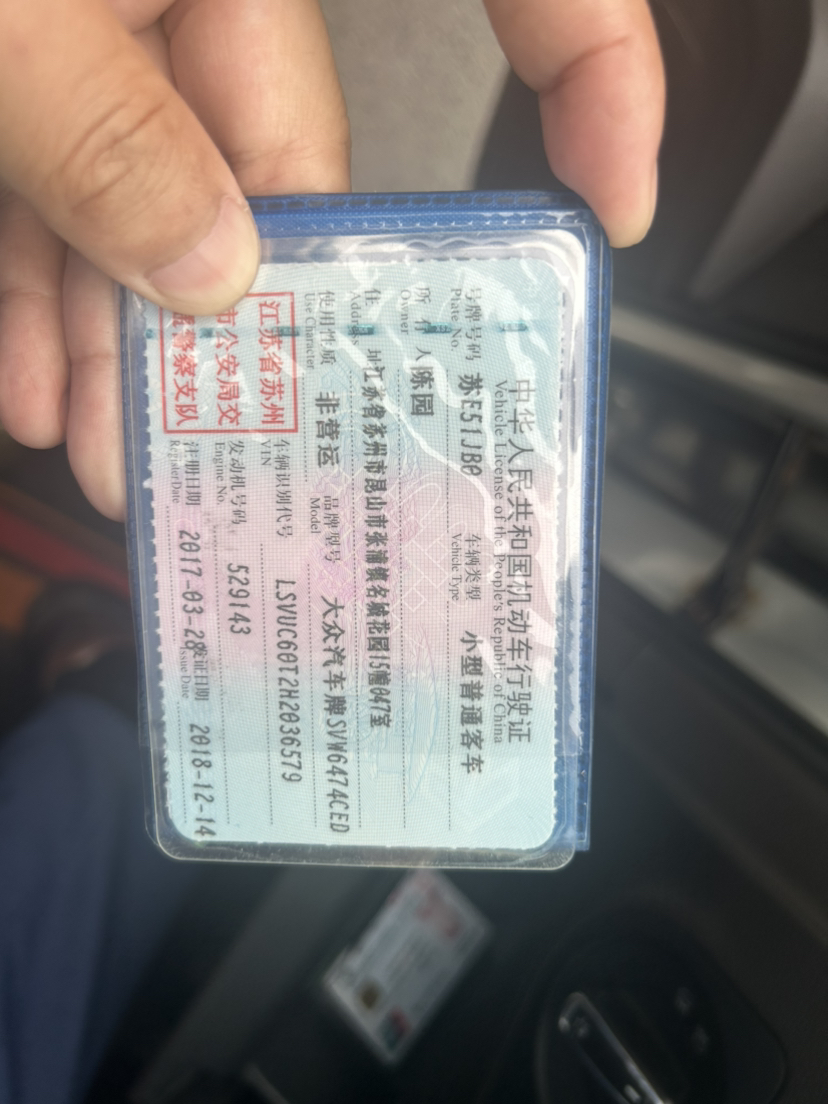 中华人民共和国机动车行驶证
Vehicle License of the People's Republic of China
号牌号码 苏E51JB0 车辆类型 小型普通客车
Plate No. Vehicle Type
所有人 陈园
Owner
住址 江苏省苏州市昆山市张浦镇名城花园15幢047室
Address
使用性质 非营运 品牌型号 大众汽车牌SVW6474CED
Use Character Model
车辆识别代号 LSVUC60T2H2036579
VIN
发动机号码 529143
Engine No.
注册日期 2017-03-28 发证日期 2018-12-14
Register Date Issue Date
江苏省苏州
市公安局交
警察支队